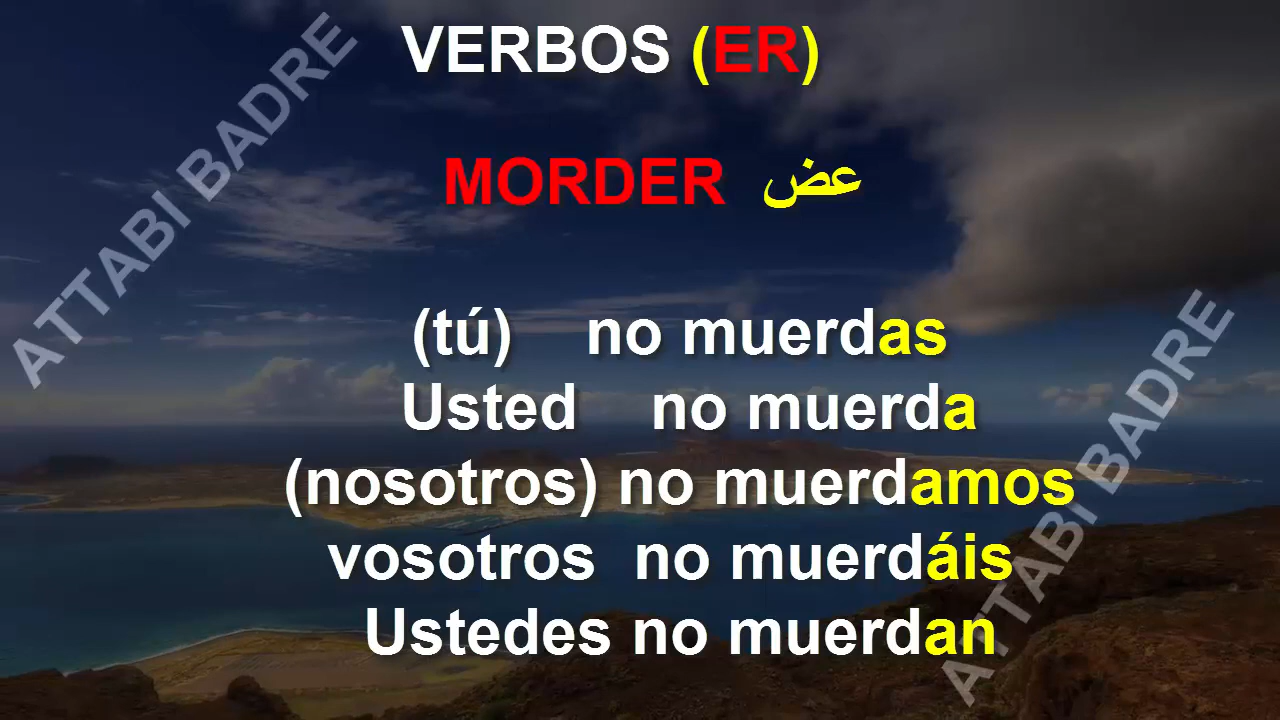 VERBOS (ER)
MORDER عض
(tú) no muerdas
Usted no muerda
(nosotros) no muerdamos
vosotros no muerdáis
Ustedes no muerdan
ATTABI BADRE
ATTABI BADRE